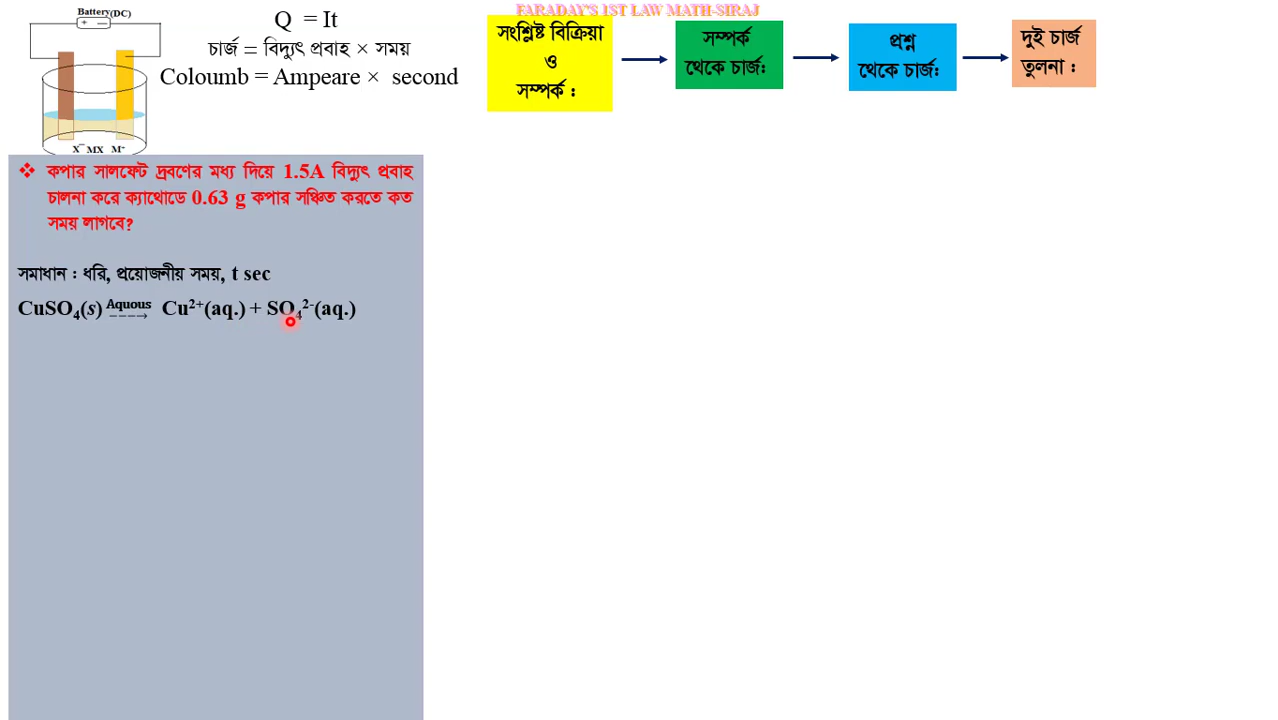 FARADAY'S 1ST LAW MATH-SIRAJ
Battery(DC)
+ −
X⁻ MX M⁺
Q = It
চার্জ = বিদ্যুৎ প্রবাহ × সময়
Coloumb = Ampeare × second
সংশ্লিষ্ট বিক্রিয়া
ও
সম্পর্ক :
সম্পর্ক
থেকে চার্জ:
প্রশ্ন
থেকে চার্জ:
দুই চার্জ
তুলনা :
❖ কপার সালফেট দ্রবণের মধ্য দিয়ে 1.5A বিদ্যুৎ প্রবাহ
চালনা করে ক্যাথোডে 0.63 g কপার সঞ্চিত করতে কত
সময় লাগবে?
সমাধান : ধরি, প্রয়োজনীয় সময়, t sec
CuSO₄(s) Aquous ----→ Cu²⁺(aq.) + SO₄²⁻(aq.)